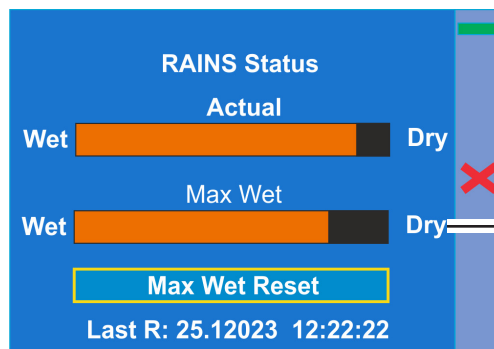 RAINS Status
Actual
Wet Dry
Max Wet
Wet Dry
Max Wet Reset
Last R: 25.12023 12:22:22